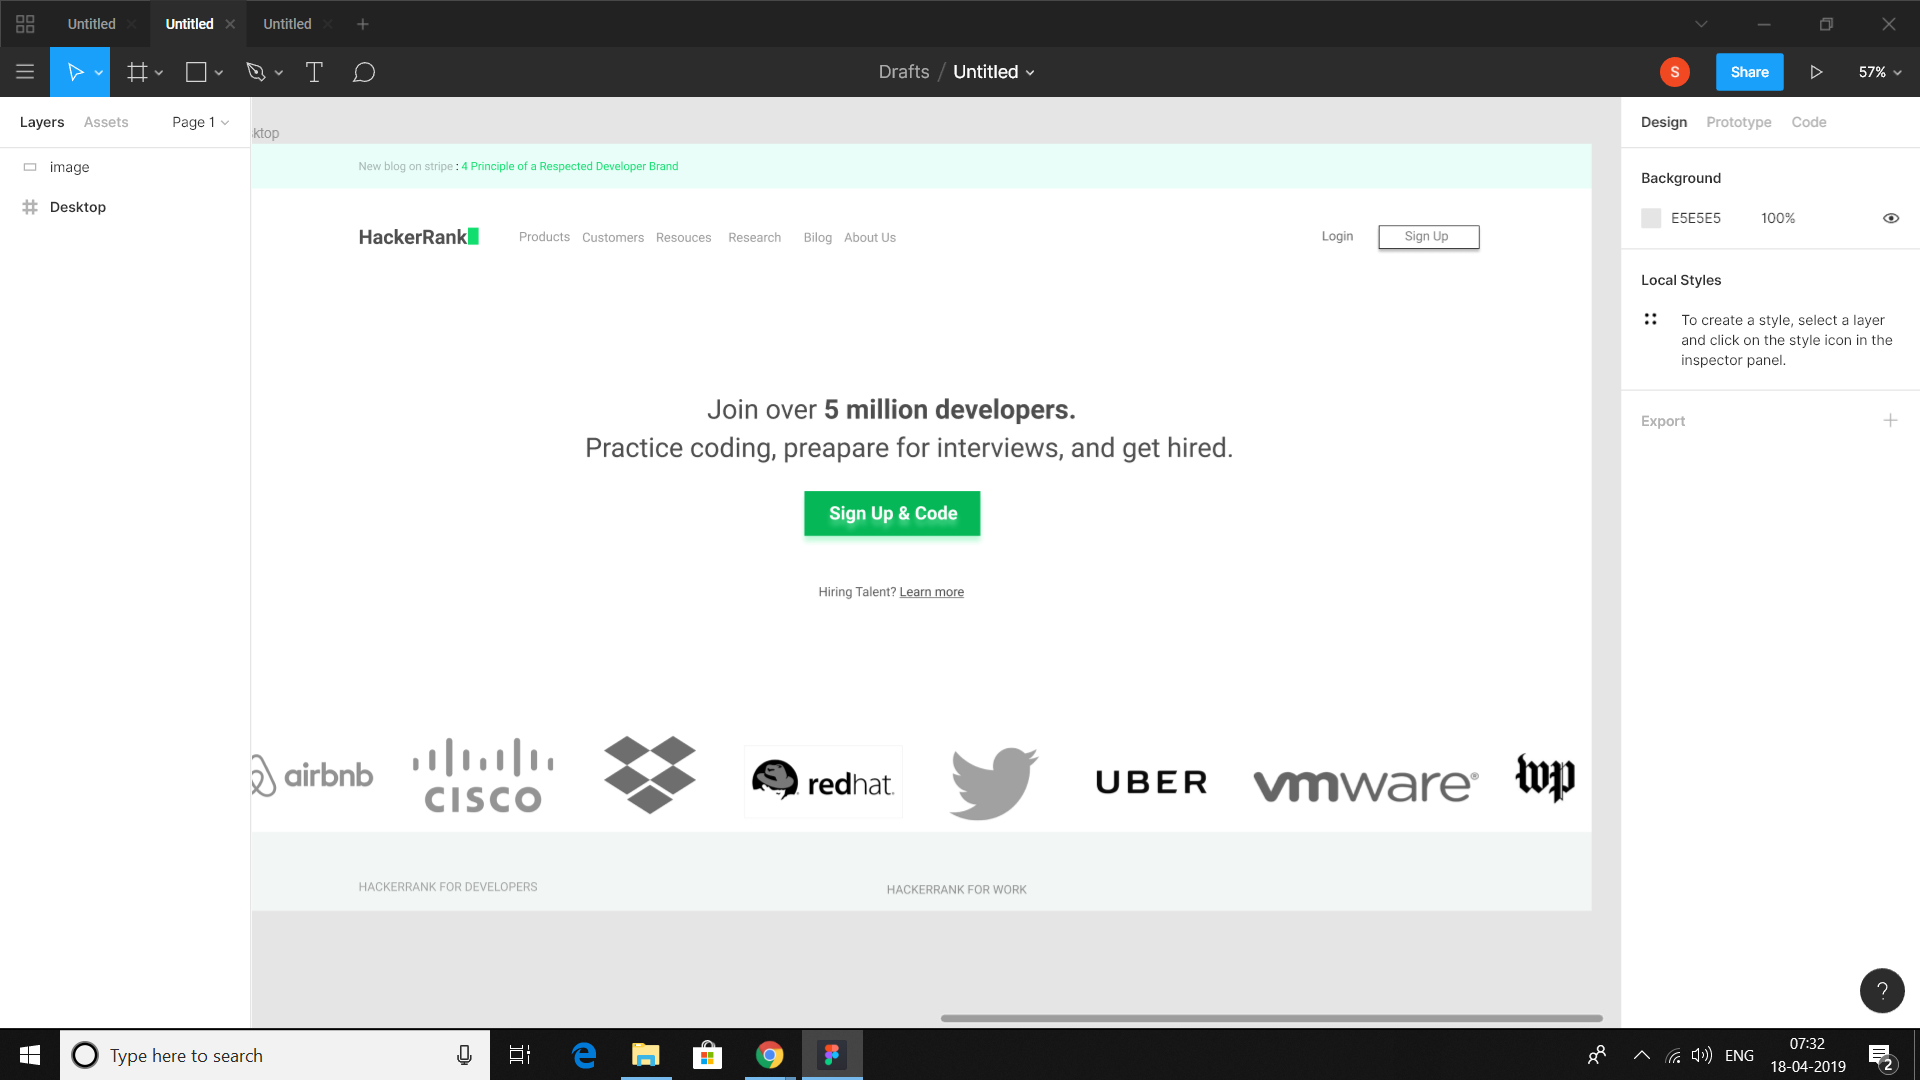 Untitled
Untitled
Untitled
Drafts / Untitled
S
Share
57%
Layers
Assets
Page 1
image
Desktop
ktop
New blog on stripe : 4 Principle of a Respected Developer Brand
HackerRank
Products Customers Resouces Research Bilog About Us
Login
Sign Up
Join over 5 million developers.
Practice coding, preapare for interviews, and get hired.
Sign Up & Code
Hiring Talent? Learn more
airbnb
CISCO
redhat.
UBER
vmware®
wp
HACKERRANK FOR DEVELOPERS
HACKERRANK FOR WORK
Design
Prototype
Code
Background
E5E5E5
100%
Local Styles
To create a style, select a layer
and click on the style icon in the
inspector panel.
Export
?
Type here to search
ENG
07:32
18-04-2019
2